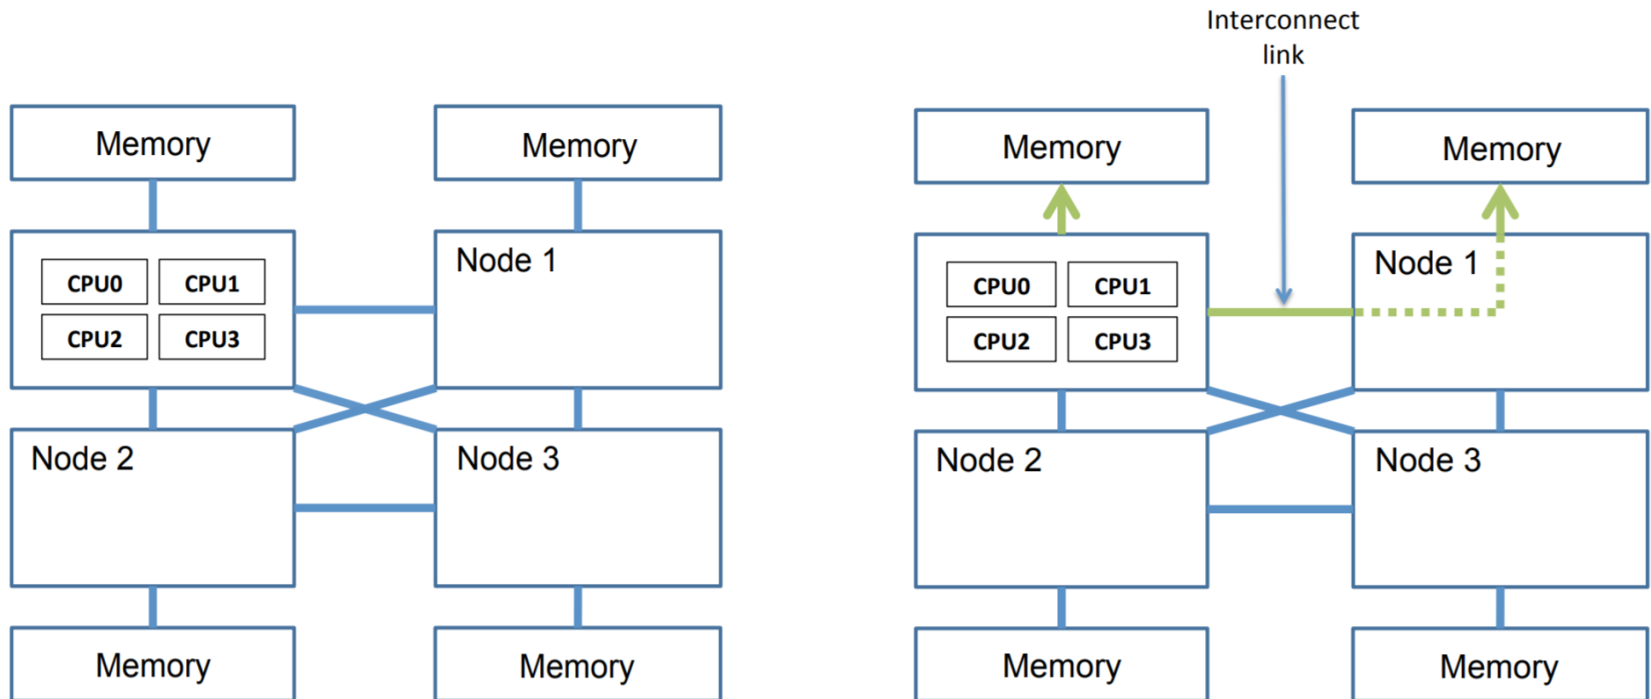 Interconnect
link
Memory
Memory
CPU0
CPU1
CPU2
CPU3
Node 1
Node 2
Node 3
Memory
Memory
Memory
Memory
CPU0
CPU1
CPU2
CPU3
Node 1
Node 2
Node 3
Memory
Memory